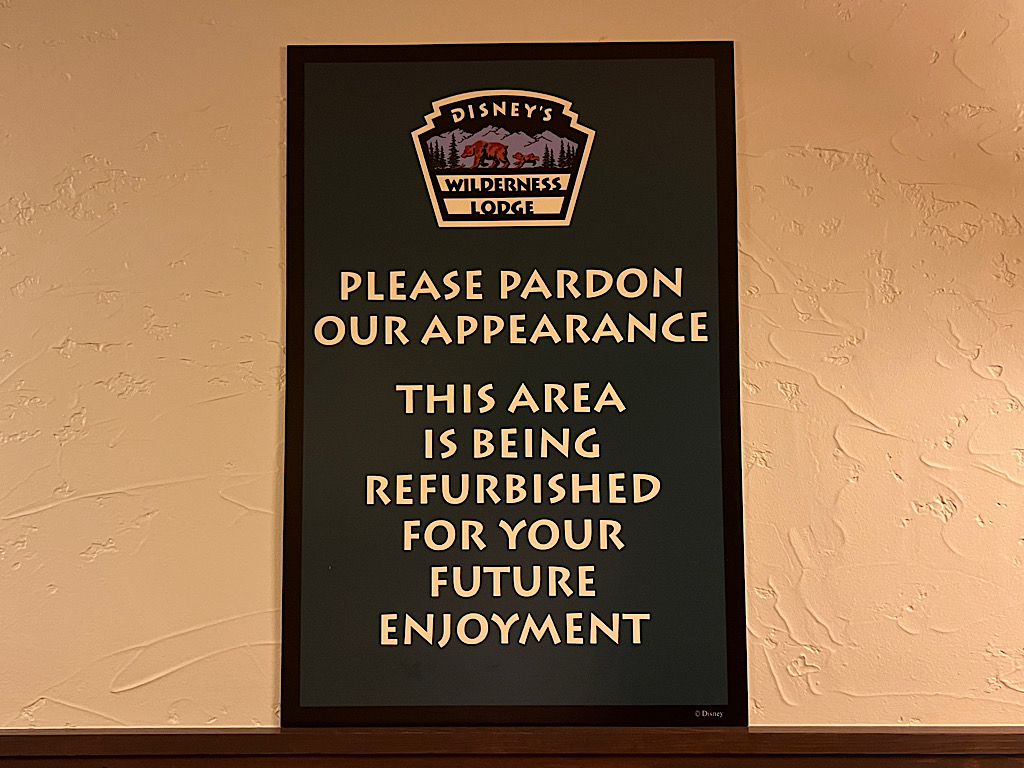 DISNEY'S
WILDERNESS
LODGE
PLEASE PARDON
OUR APPEARANCE
THIS AREA
IS BEING
REFURBISHED
FOR YOUR
FUTURE
ENJOYMENT
© Disney